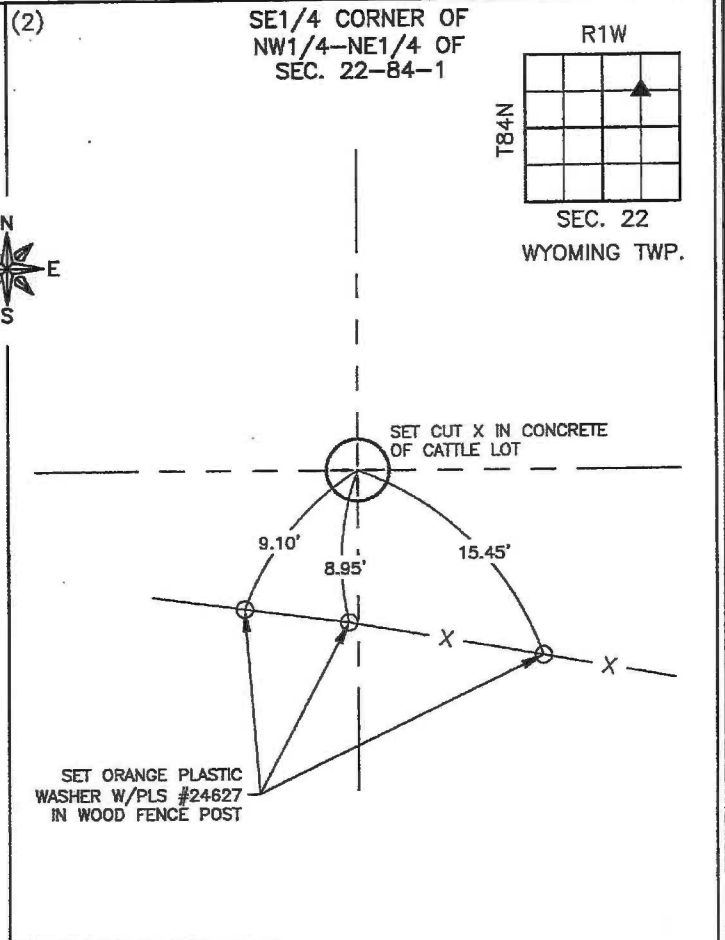 (2)
SE1/4 CORNER OF
NW1/4-NE1/4 OF
SEC. 22-84-1
R1W
T84N
SEC. 22
WYOMING TWP.
N
E
S
SET CUT X IN CONCRETE
OF CATTLE LOT
9.10'
8.95'
15.45'
X
X
SET ORANGE PLASTIC
WASHER W/PLS #24627
IN WOOD FENCE POST